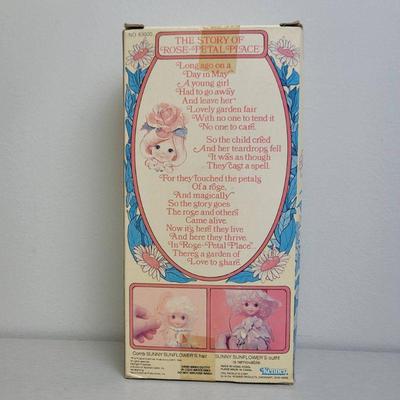 NO. 43000
THE STORY OF
ROSE-PETAL PLACE
Long ago on a
Day in May
A young girl
Had to go away
And leave her
Lovely garden fair
With no one to tend it
No one to care.
So the child cried
And her teardrops fell
It was as though
They cast a spell.
For they touched the petals
Of a rose,
And magically
So the story goes
The rose and others
Came alive.
Now it's here they live
And here they thrive.
In Rose-Petal Place
There's a garden of
Love to share.
Comb SUNNY SUNFLOWER'S hair
SUNNY SUNFLOWER'S outfit
is removable.
Kenner